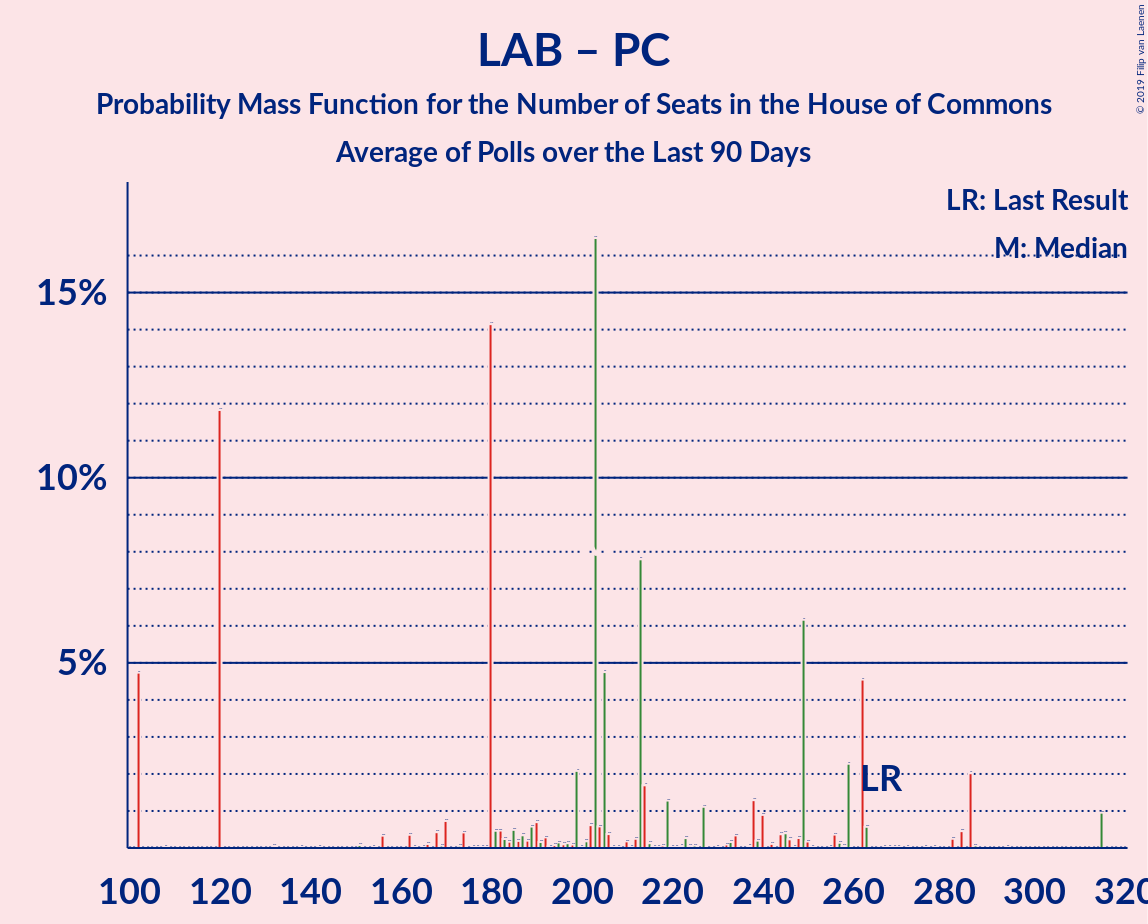 LAB – PC
Probability Mass Function for the Number of Seats in the House of Commons
Average of Polls over the Last 90 Days
© 2019 Filip van Laenen
LR: Last Result
M: Median
15%
10%
5%
LR
100 120 140 160 180 200 220 240 260 280 300 320